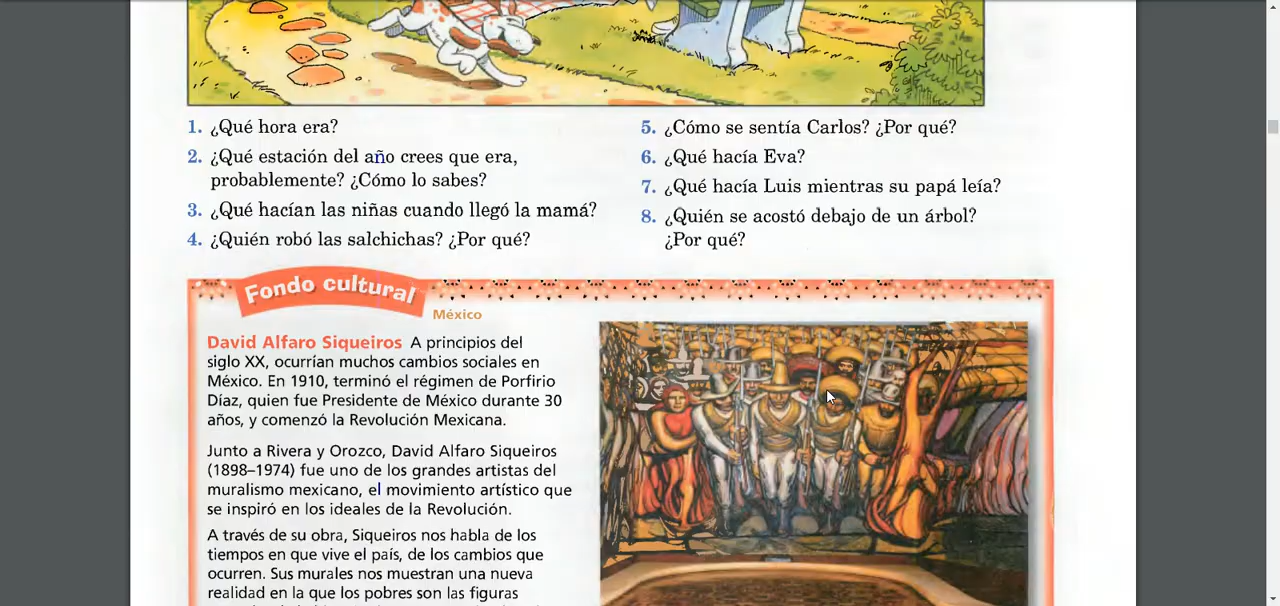 1. ¿Qué hora era?
2. ¿Qué estación del año crees que era,
probablemente? ¿Cómo lo sabes?
3. ¿Qué hacían las niñas cuando llegó la mamá?
4. ¿Quién robó las salchichas? ¿Por qué?
5. ¿Cómo se sentía Carlos? ¿Por qué?
6. ¿Qué hacía Eva?
7. ¿Qué hacía Luis mientras su papá leía?
8. ¿Quién se acostó debajo de un árbol?
¿Por qué?
Fondo cultural
México
David Alfaro Siqueiros A principios del
siglo XX, ocurrían muchos cambios sociales en
México. En 1910, terminó el régimen de Porfirio
Díaz, quien fue Presidente de México durante 30
años, y comenzó la Revolución Mexicana.
Junto a Rivera y Orozco, David Alfaro Siqueiros
(1898–1974) fue uno de los grandes artistas del
muralismo mexicano, el movimiento artístico que
se inspiró en los ideales de la Revolución.
A través de su obra, Siqueiros nos habla de los
tiempos en que vive el país, de los cambios que
ocurren. Sus murales nos muestran una nueva
realidad en la que los pobres son las figuras